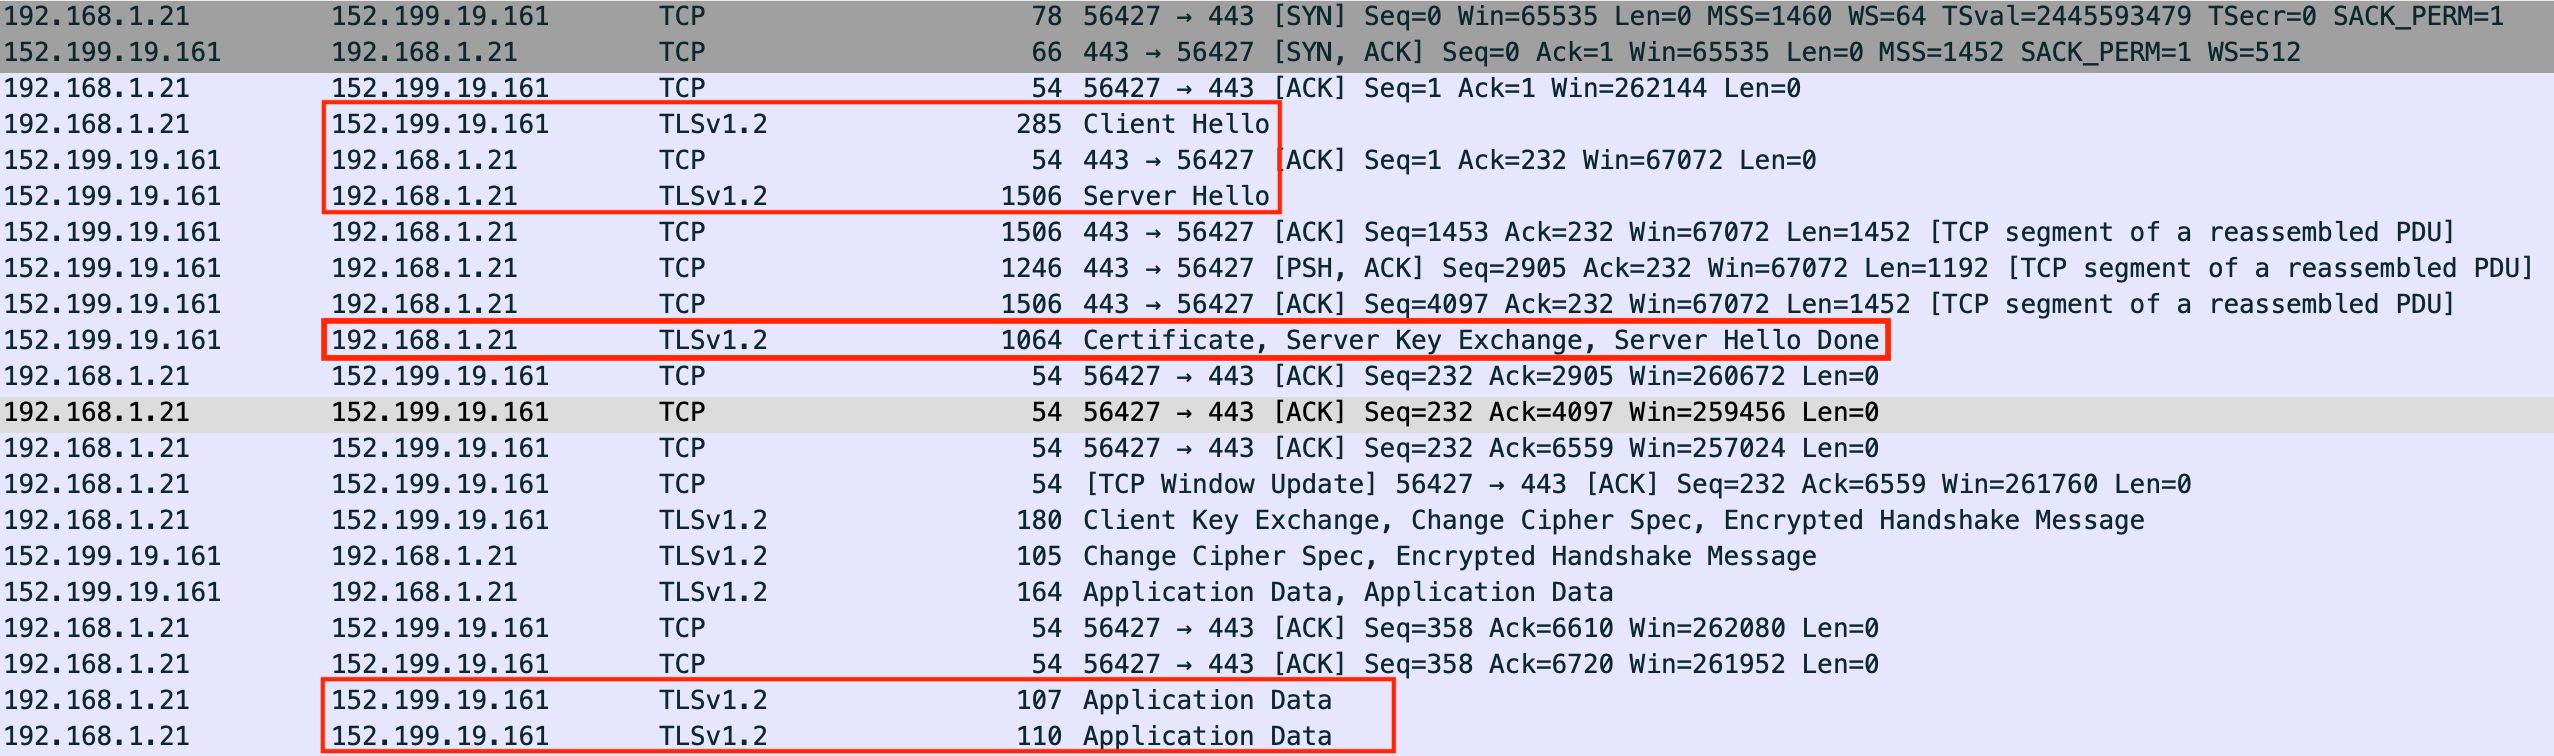 192.168.1.21 152.199.19.161 TCP 78 56427 → 443 [SYN] Seq=0 Win=65535 Len=0 MSS=1460 WS=64 TSval=2445593479 TSecr=0 SACK_PERM=1
152.199.19.161 192.168.1.21 TCP 66 443 → 56427 [SYN, ACK] Seq=0 Ack=1 Win=65535 Len=0 MSS=1452 SACK_PERM=1 WS=512
192.168.1.21 152.199.19.161 TCP 54 56427 → 443 [ACK] Seq=1 Ack=1 Win=262144 Len=0
192.168.1.21 152.199.19.161 TLSv1.2 285 Client Hello
152.199.19.161 192.168.1.21 TCP 54 443 → 56427 [ACK] Seq=1 Ack=232 Win=67072 Len=0
152.199.19.161 192.168.1.21 TLSv1.2 1506 Server Hello
152.199.19.161 192.168.1.21 TCP 1506 443 → 56427 [ACK] Seq=1453 Ack=232 Win=67072 Len=1452 [TCP segment of a reassembled PDU]
152.199.19.161 192.168.1.21 TCP 1246 443 → 56427 [PSH, ACK] Seq=2905 Ack=232 Win=67072 Len=1192 [TCP segment of a reassembled PDU]
152.199.19.161 192.168.1.21 TCP 1506 443 → 56427 [ACK] Seq=4097 Ack=232 Win=67072 Len=1452 [TCP segment of a reassembled PDU]
152.199.19.161 192.168.1.21 TLSv1.2 1064 Certificate, Server Key Exchange, Server Hello Done
192.168.1.21 152.199.19.161 TCP 54 56427 → 443 [ACK] Seq=232 Ack=2905 Win=260672 Len=0
192.168.1.21 152.199.19.161 TCP 54 56427 → 443 [ACK] Seq=232 Ack=4097 Win=259456 Len=0
192.168.1.21 152.199.19.161 TCP 54 56427 → 443 [ACK] Seq=232 Ack=6559 Win=257024 Len=0
192.168.1.21 152.199.19.161 TCP 54 [TCP Window Update] 56427 → 443 [ACK] Seq=232 Ack=6559 Win=261760 Len=0
192.168.1.21 152.199.19.161 TLSv1.2 180 Client Key Exchange, Change Cipher Spec, Encrypted Handshake Message
152.199.19.161 192.168.1.21 TLSv1.2 105 Change Cipher Spec, Encrypted Handshake Message
152.199.19.161 192.168.1.21 TLSv1.2 164 Application Data, Application Data
192.168.1.21 152.199.19.161 TCP 54 56427 → 443 [ACK] Seq=358 Ack=6610 Win=262080 Len=0
192.168.1.21 152.199.19.161 TCP 54 56427 → 443 [ACK] Seq=358 Ack=6720 Win=261952 Len=0
192.168.1.21 152.199.19.161 TLSv1.2 107 Application Data
192.168.1.21 152.199.19.161 TLSv1.2 110 Application Data